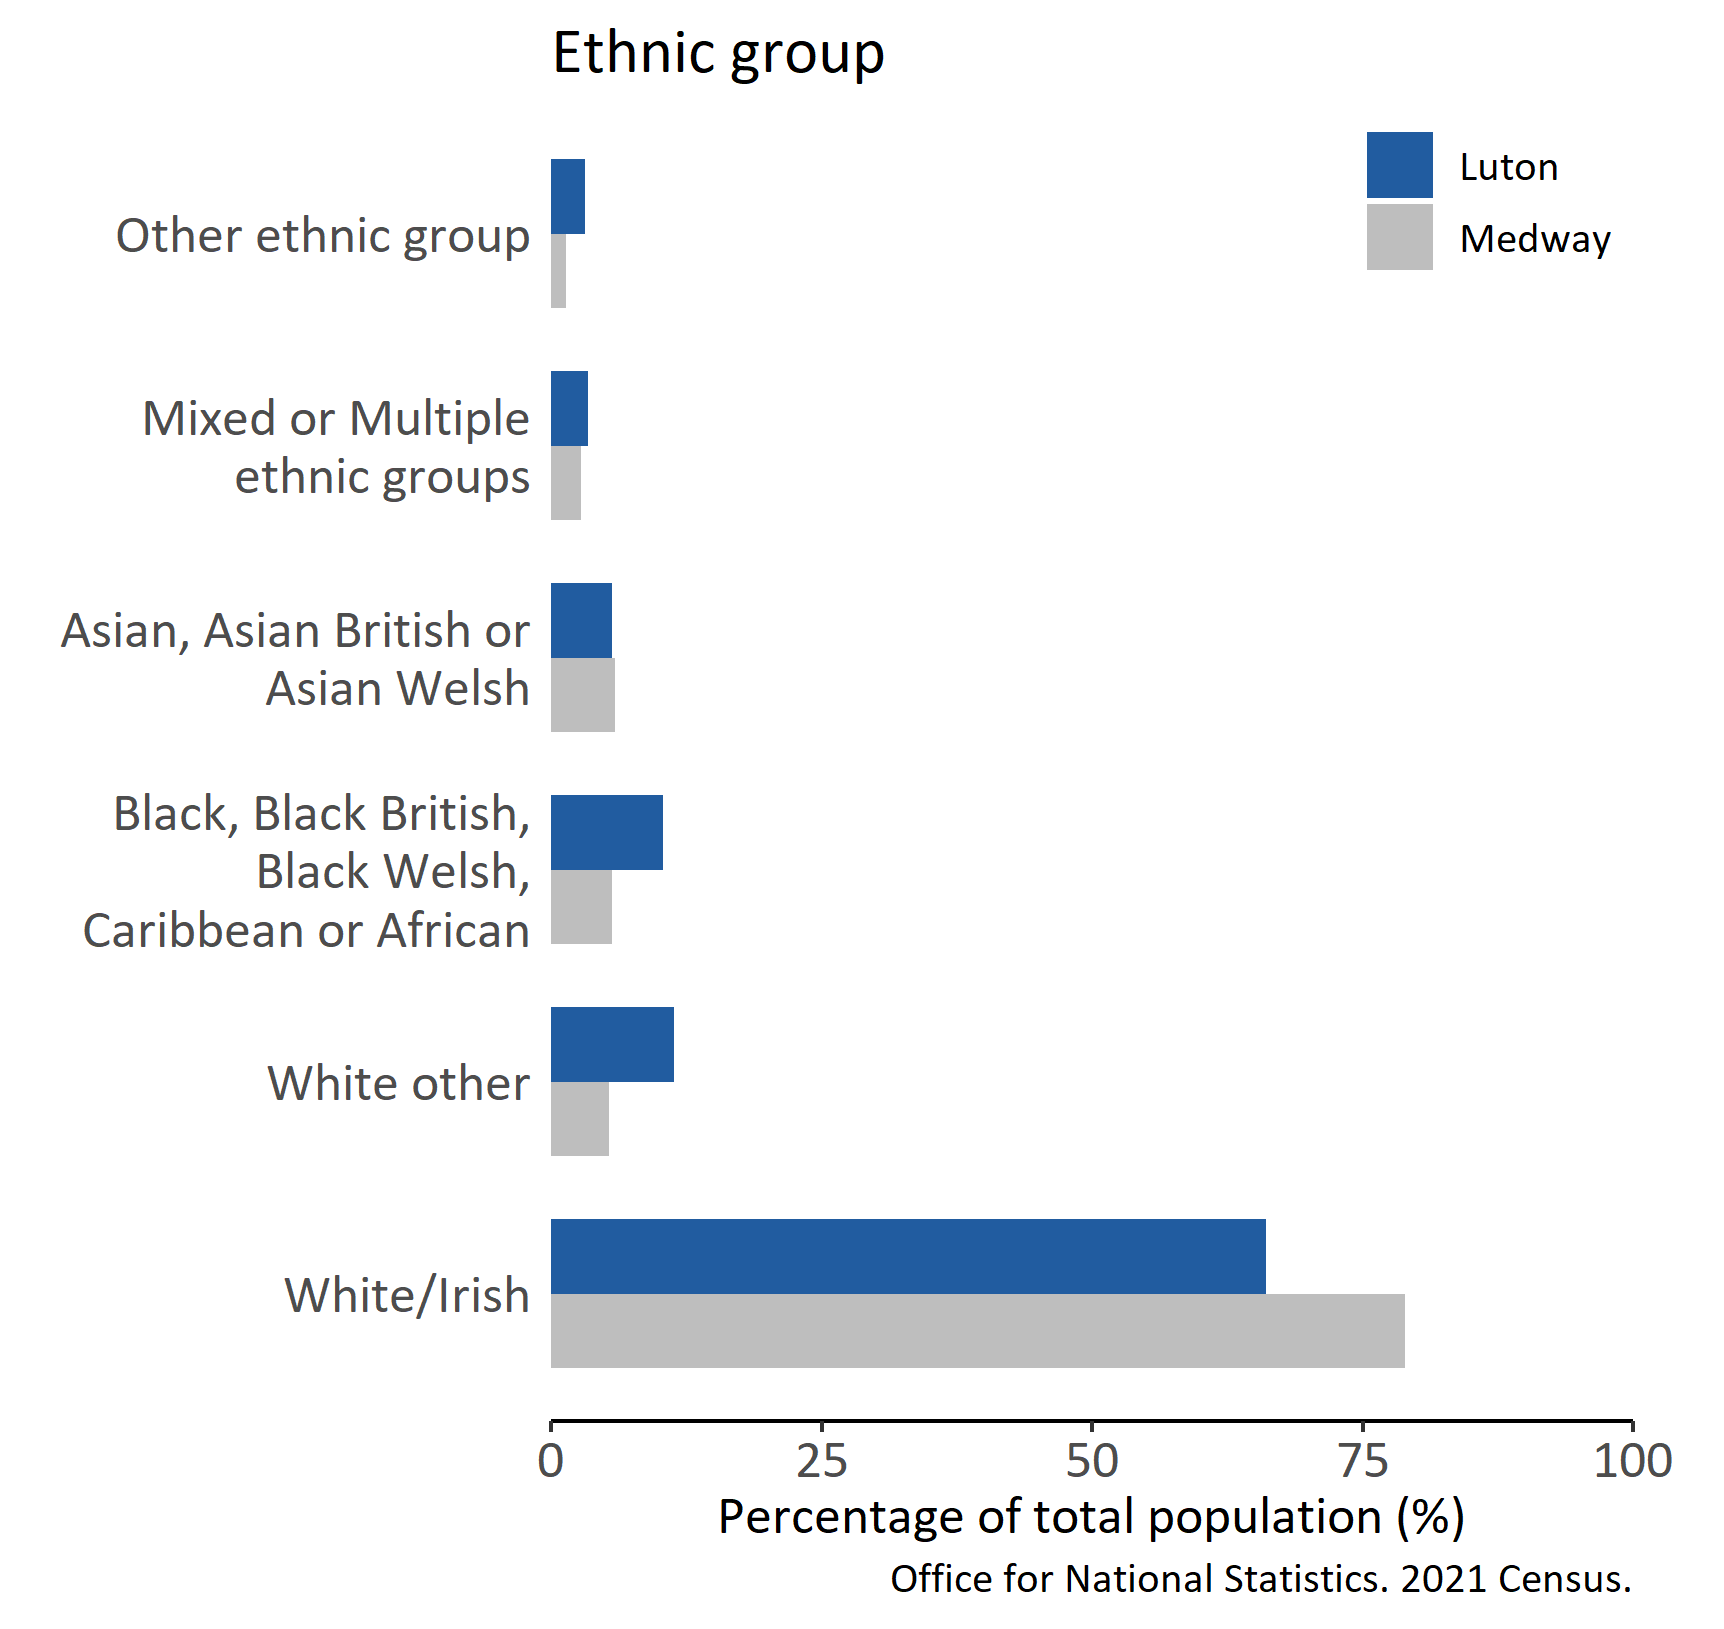 Ethnic group
Luton
Medway
Other ethnic group
Mixed or Multiple
ethnic groups
Asian, Asian British or
Asian Welsh
Black, Black British,
Black Welsh,
Caribbean or African
White other
White/Irish
0 25 50 75 100
Percentage of total population (%)
Office for National Statistics. 2021 Census.